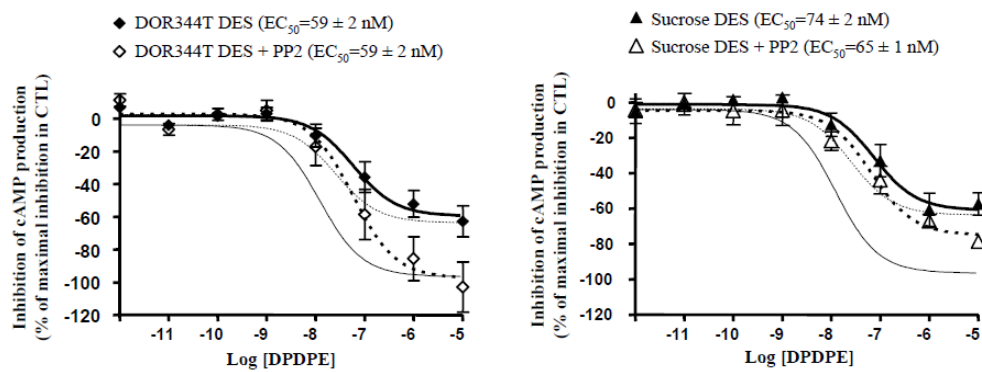 DOR344T DES (EC50=59 ± 2 nM)
DOR344T DES + PP2 (EC50=59 ± 2 nM)
Inhibition of cAMP production
(% of maximal inhibition in CTL)
0
-20
-40
-60
-80
-100
-120
-11 -10 -9 -8 -7 -6 -5
Log [DPDPE]
Sucrose DES (EC50=74 ± 2 nM)
Sucrose DES + PP2 (EC50=65 ± 1 nM)
Inhibition of cAMP production
(% of maximal inhibition in CTL)
0
-20
-40
-60
-80
-100
-120
-11 -10 -9 -8 -7 -6 -5
Log [DPDPE]